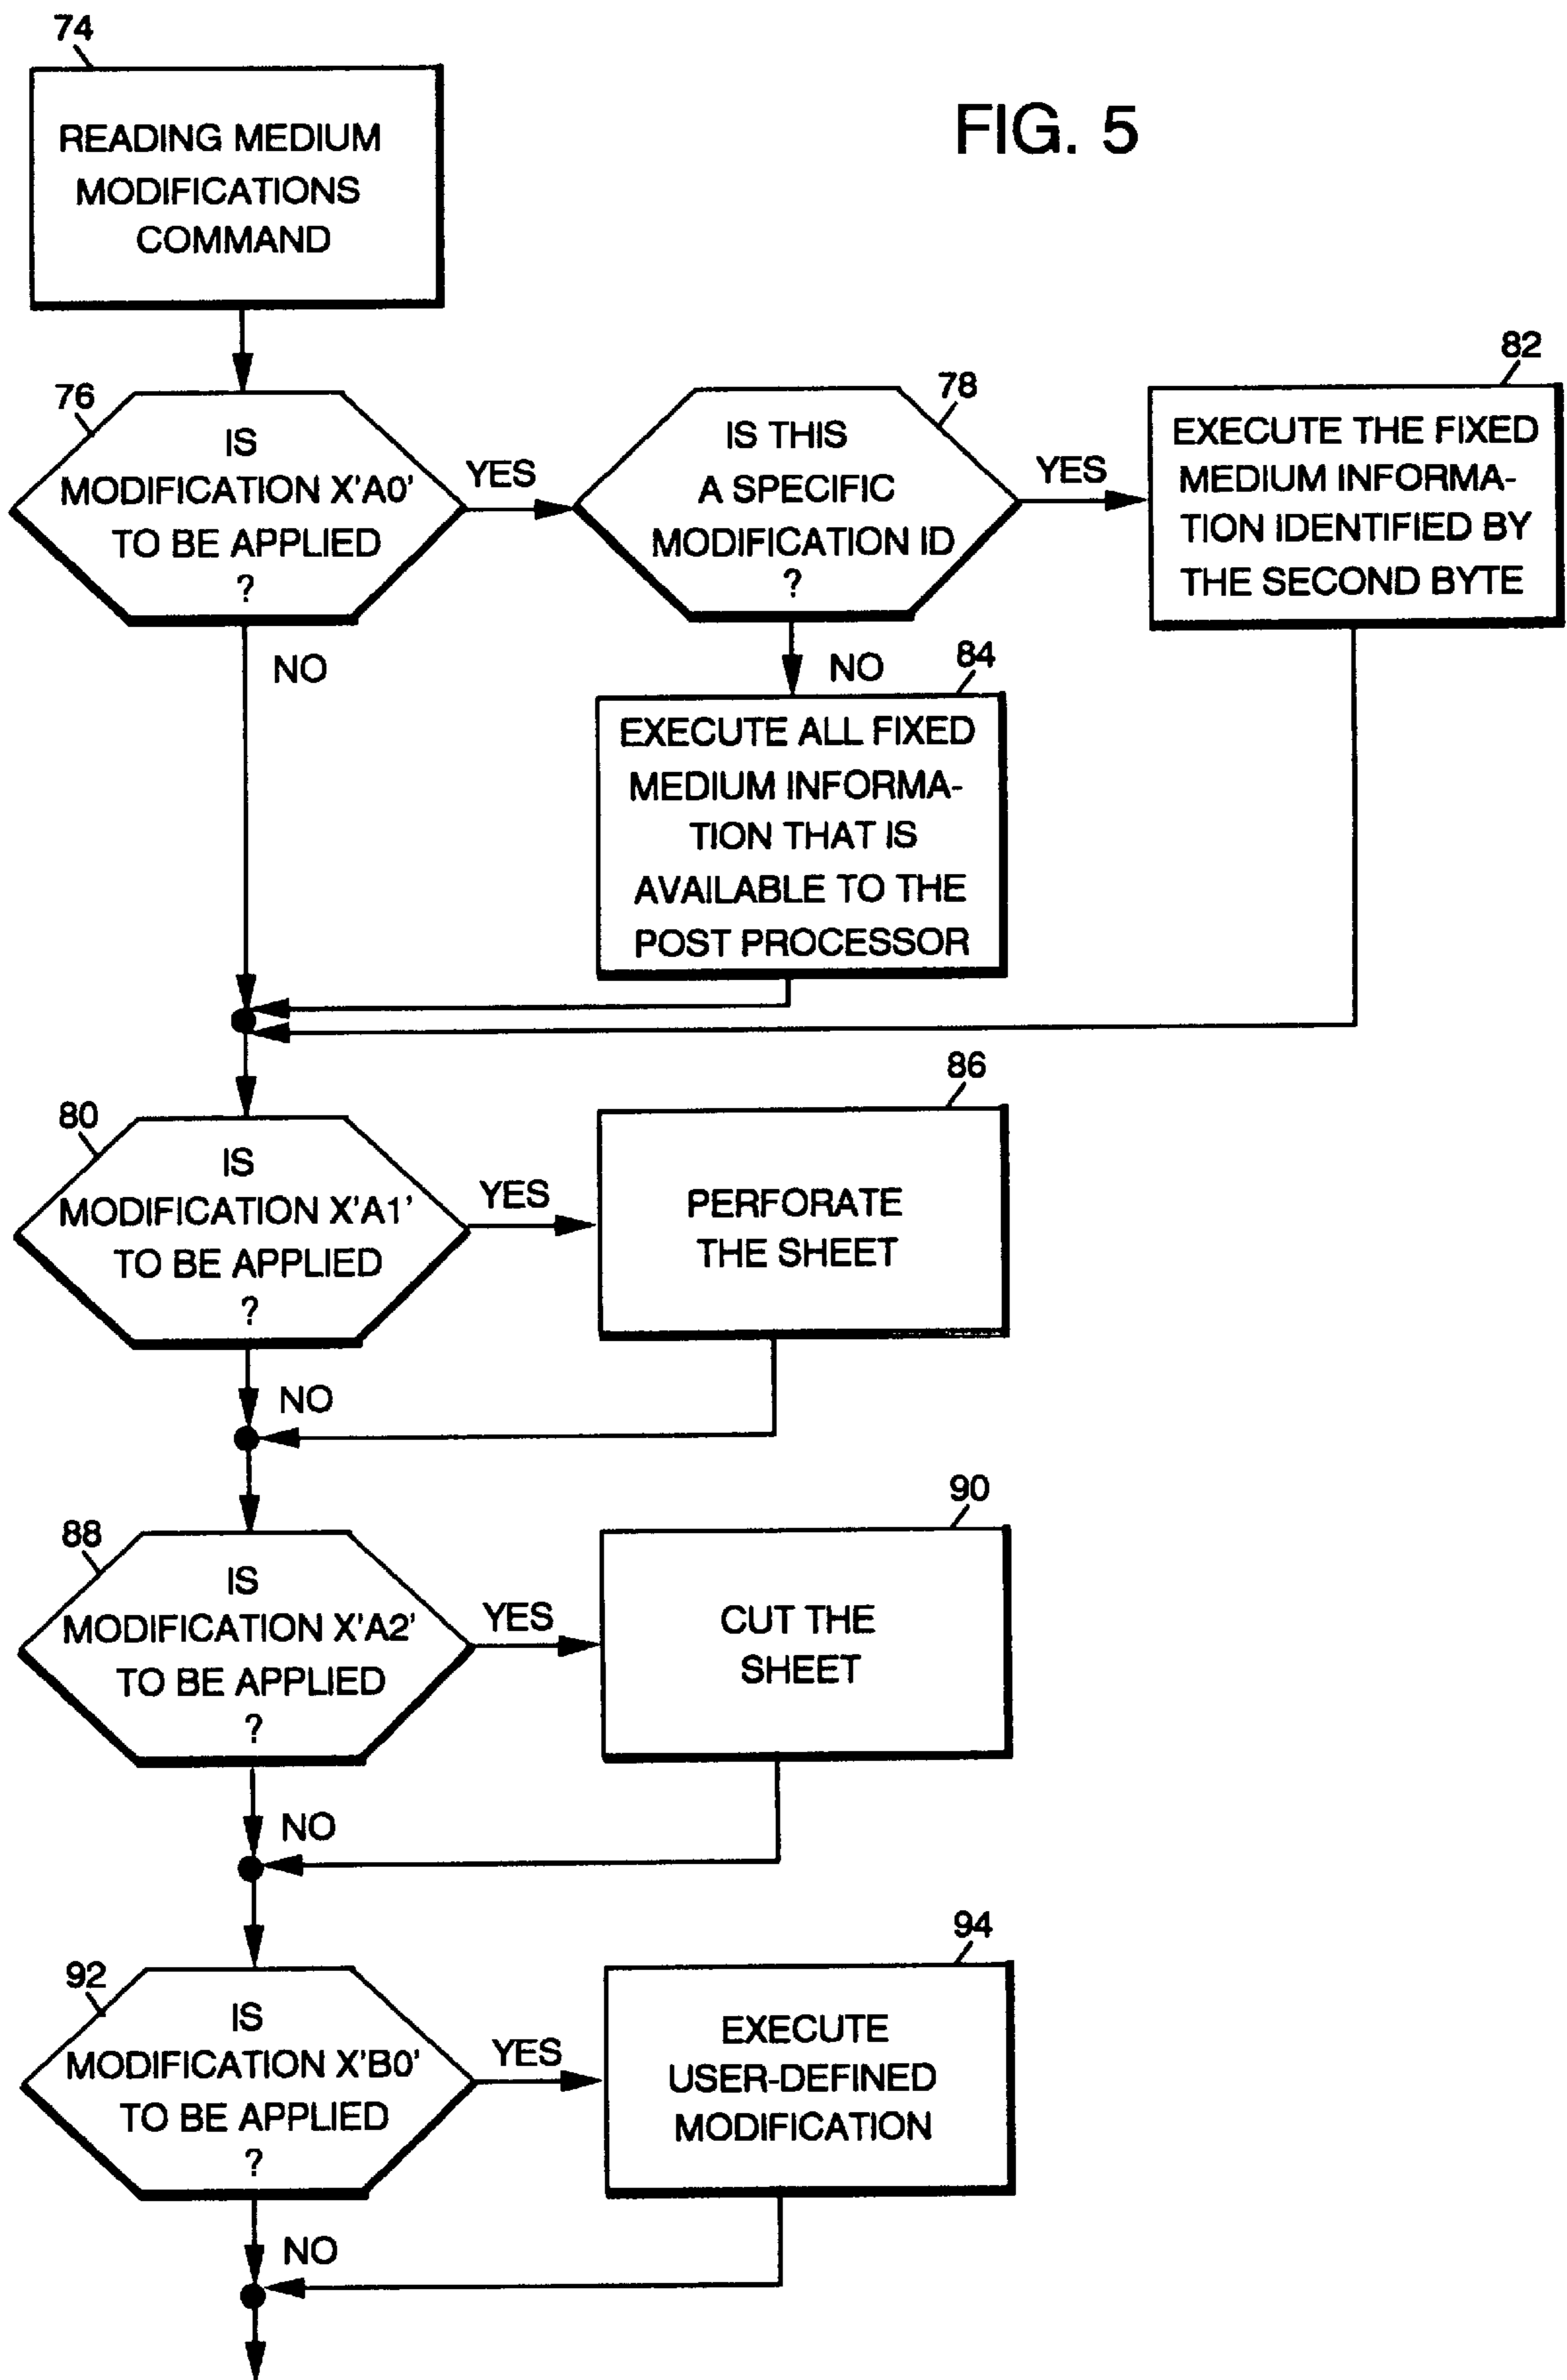 74
FIG. 5
READING MEDIUM
MODIFICATIONS
COMMAND
76
IS
MODIFICATION X'A0'
TO BE APPLIED
?
YES
NO
78
IS THIS
A SPECIFIC
MODIFICATION ID
?
YES
NO
82
EXECUTE THE FIXED
MEDIUM INFORMA-
TION IDENTIFIED BY
THE SECOND BYTE
84
EXECUTE ALL FIXED
MEDIUM INFORMA-
TION THAT IS
AVAILABLE TO THE
POST PROCESSOR
80
IS
MODIFICATION X'A1'
TO BE APPLIED
?
YES
NO
86
PERFORATE
THE SHEET
88
IS
MODIFICATION X'A2'
TO BE APPLIED
?
YES
NO
90
CUT THE
SHEET
92
IS
MODIFICATION X'B0'
TO BE APPLIED
?
YES
NO
94
EXECUTE
USER-DEFINED
MODIFICATION